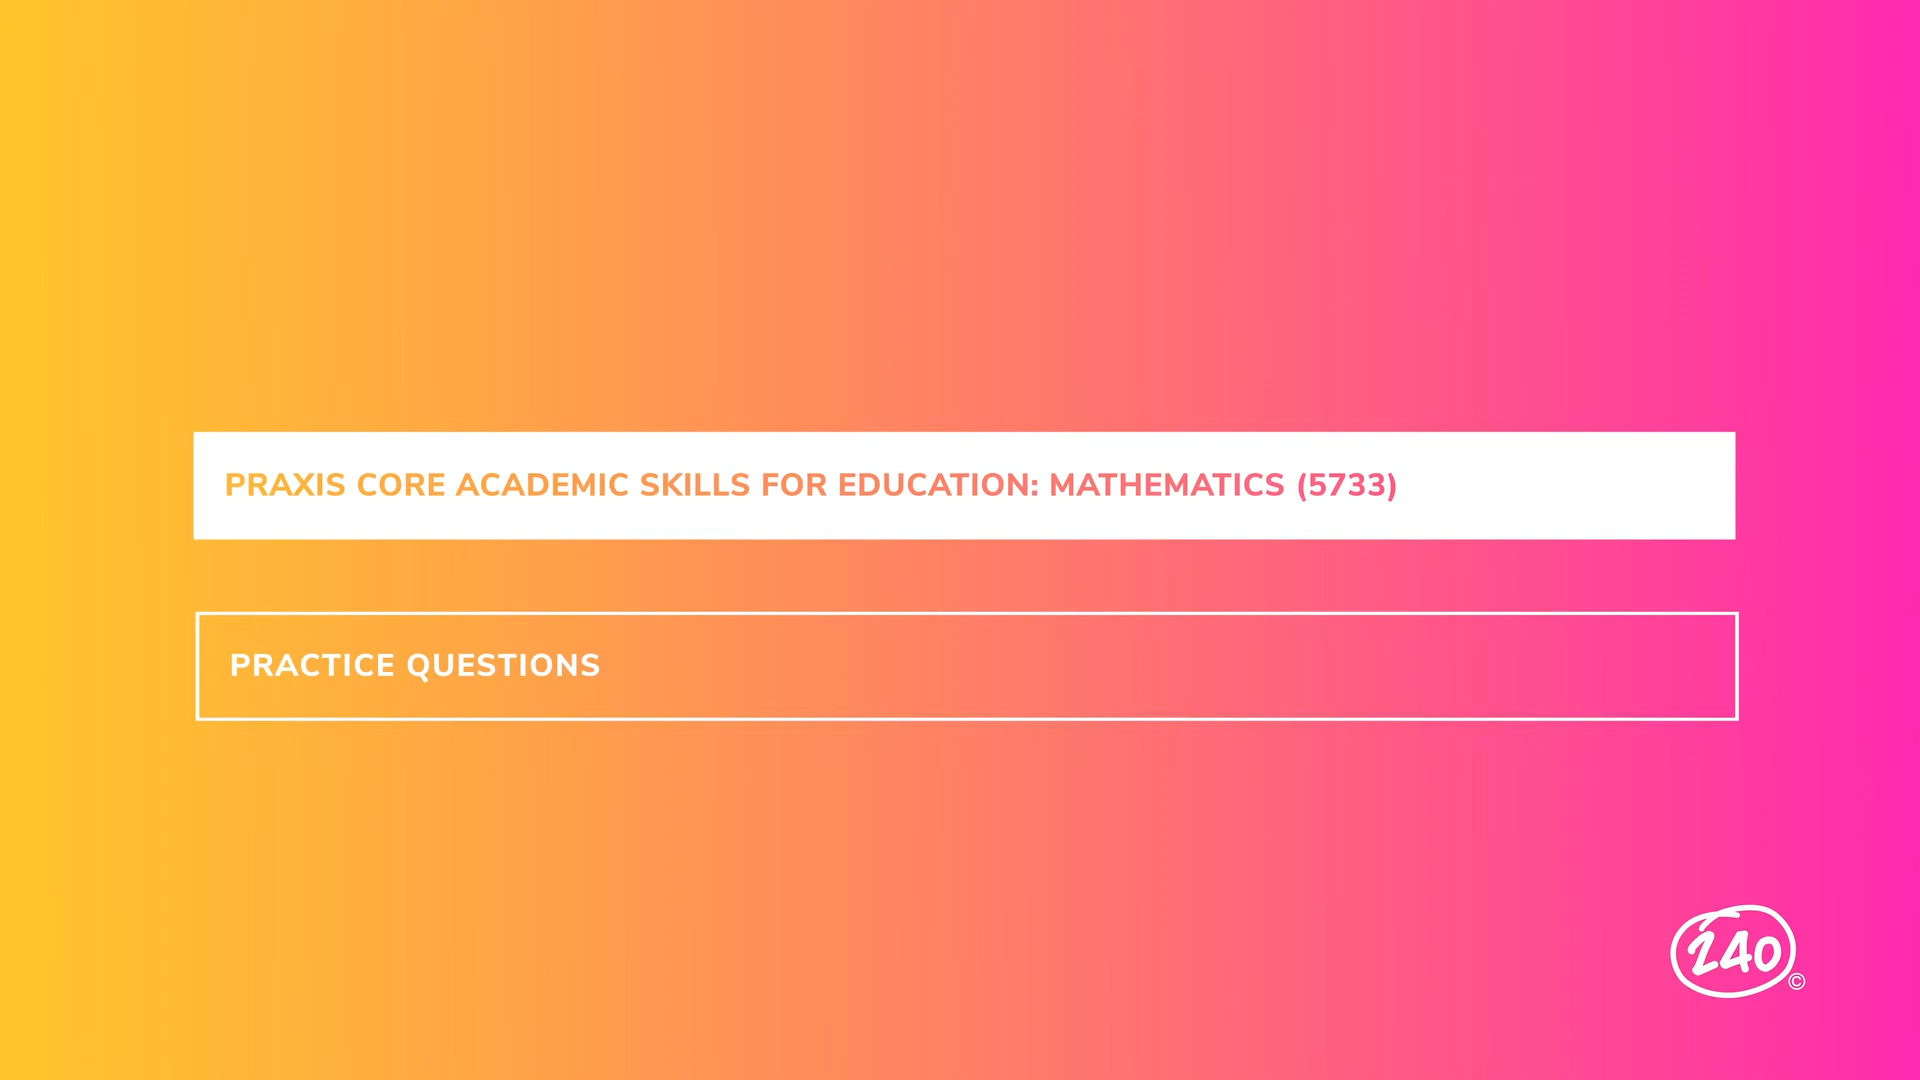 PRAXIS CORE ACADEMIC SKILLS FOR EDUCATION: MATHEMATICS (5733)
PRACTICE QUESTIONS
240
©